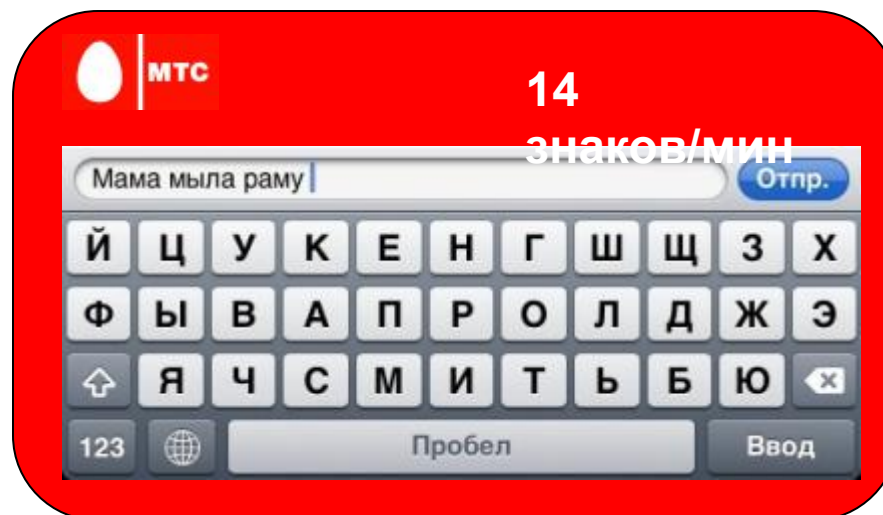 МТС
14
знаков/мин
Мама мыла раму
Отпр.
Й Ц У К Е Н Г Ш Щ З Х
Ф Ы В А П Р О Л Д Ж Э
Я Ч С М И Т Ь Б Ю
123 Пробел Ввод